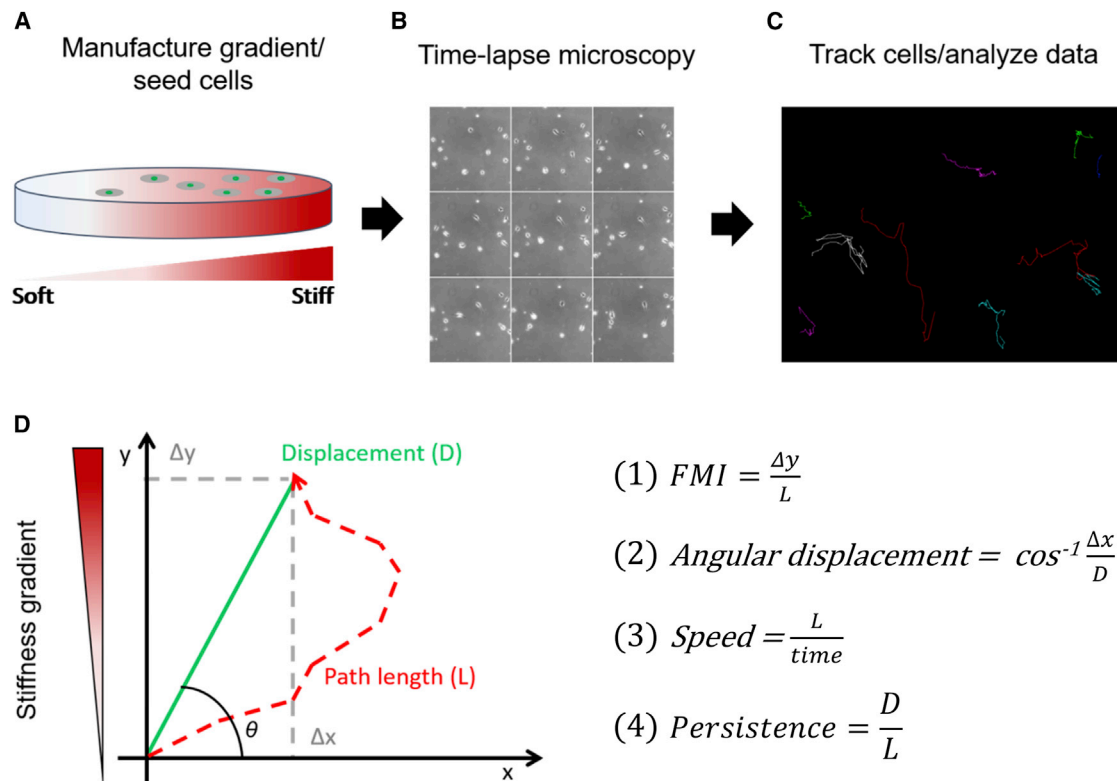 A
Manufacture gradient/
seed cells
Soft
Stiff
B
Time-lapse microscopy
C
Track cells/analyze data
D
Stiffness gradient
y
Δy
Displacement (D)
Path length (L)
θ
Δx
x
(1) FMI = Δy/L
(2) Angular displacement = cos⁻¹ Δx/D
(3) Speed = L/time
(4) Persistence = D/L